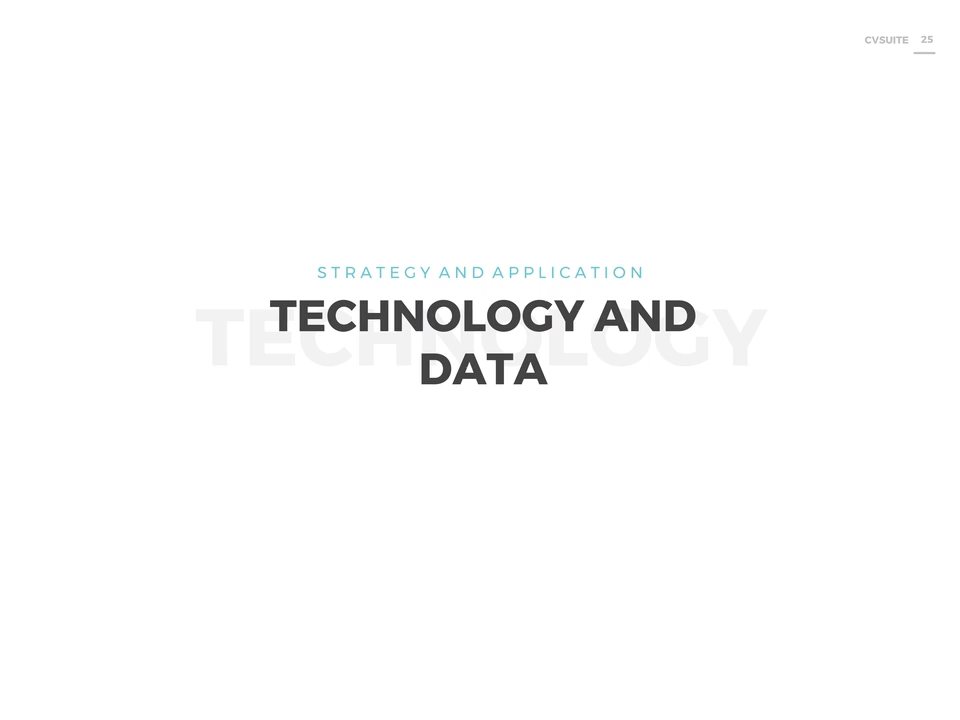 CVSUITE 25
STRATEGY AND APPLICATION
TECHNOLOGY
TECHNOLOGY AND
DATA